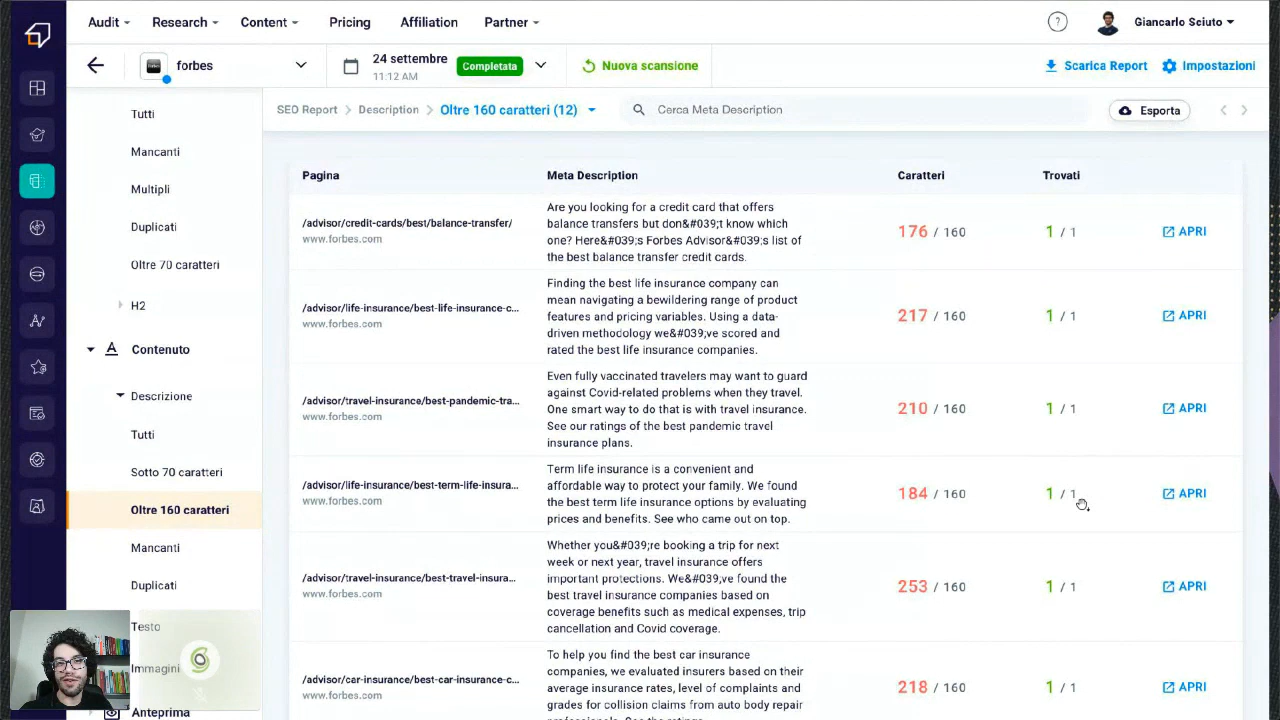 Audit
Research
Content
Pricing
Affiliation
Partner
?
Giancarlo Sciuto
forbes
24 settembre
11:12 AM
Completata
Nuova scansione
Scarica Report
Impostazioni
Tutti
Mancanti
Multipli
Duplicati
Oltre 70 caratteri
H2
Contenuto
Descrizione
Tutti
Sotto 70 caratteri
Oltre 160 caratteri
Mancanti
Duplicati
Testo
Immagini
Anteprima
SEO Report
Description
Oltre 160 caratteri (12)
Cerca Meta Description
Esporta
Pagina
Meta Description
Caratteri
Trovati
/advisor/credit-cards/best/balance-transfer/
www.forbes.com
Are you looking for a credit card that offers
balance transfers but don&#039;t know which
one? Here&#039;s Forbes Advisor&#039;s list of
the best balance transfer credit cards.
176 / 160
1 / 1
APRI
/advisor/life-insurance/best-life-insurance-c...
www.forbes.com
Finding the best life insurance company can
mean navigating a bewildering range of product
features and pricing variables. Using a data-
driven methodology we&#039;ve scored and
rated the best life insurance companies.
217 / 160
1 / 1
APRI
/advisor/travel-insurance/best-pandemic-tra...
www.forbes.com
Even fully vaccinated travelers may want to guard
against Covid-related problems when they travel.
One smart way to do that is with travel insurance.
See our ratings of the best pandemic travel
insurance plans.
210 / 160
1 / 1
APRI
/advisor/life-insurance/best-term-life-insura...
www.forbes.com
Term life insurance is a convenient and
affordable way to protect your family. We found
the best term life insurance options by evaluating
prices and benefits. See who came out on top.
184 / 160
1 / 1
APRI
/advisor/travel-insurance/best-travel-insura...
www.forbes.com
Whether you&#039;re booking a trip for next
week or next year, travel insurance offers
important protections. We&#039;ve found the
best travel insurance companies based on
coverage benefits such as medical expenses, trip
cancellation and Covid coverage.
253 / 160
1 / 1
APRI
/advisor/car-insurance/best-car-insurance-c...
www.forbes.com
To help you find the best car insurance
companies, we evaluated insurers based on their
average insurance rates, level of complaints and
grades for collision claims from auto body repair
professionals. See the ratings.
218 / 160
1 / 1
APRI